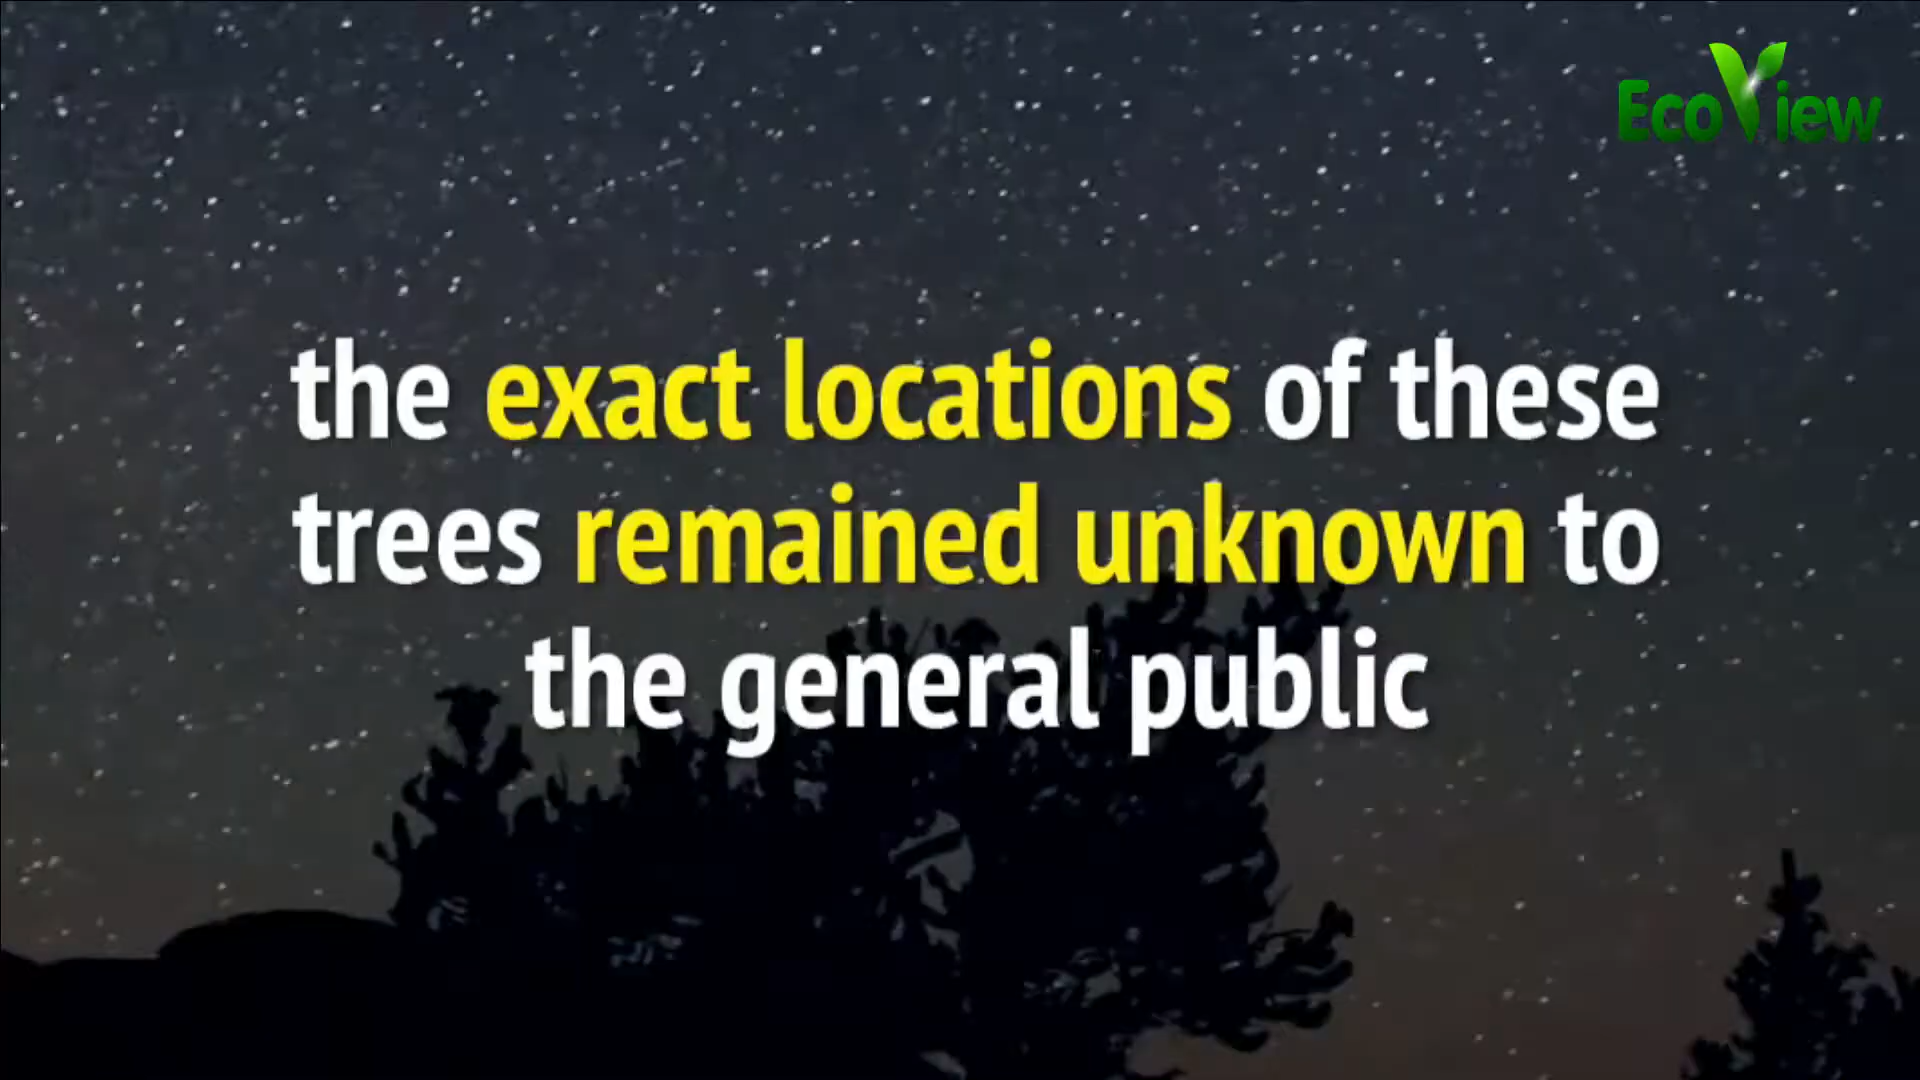 EcoView
the exact locations of these
trees remained unknown to
the general public